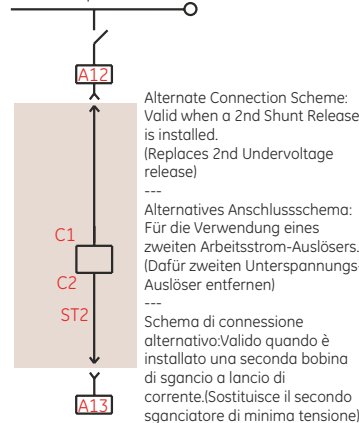 A12
Alternate Connection Scheme:
Valid when a 2nd Shunt Release
is installed.
(Replaces 2nd Undervoltage
release)
---
Alternatives Anschlussschema:
Für die Verwendung eines
zweiten Arbeitsstrom-Auslösers.
(Dafür zweiten Unterspannungs-
Auslöser entfernen)
---
Schema di connessione
alternativo:Valido quando è
installato una seconda bobina
di sgancio a lancio di
corrente.(Sostituisce il secondo
sganciatore di minima tensione)
C1
C2
ST2
A13